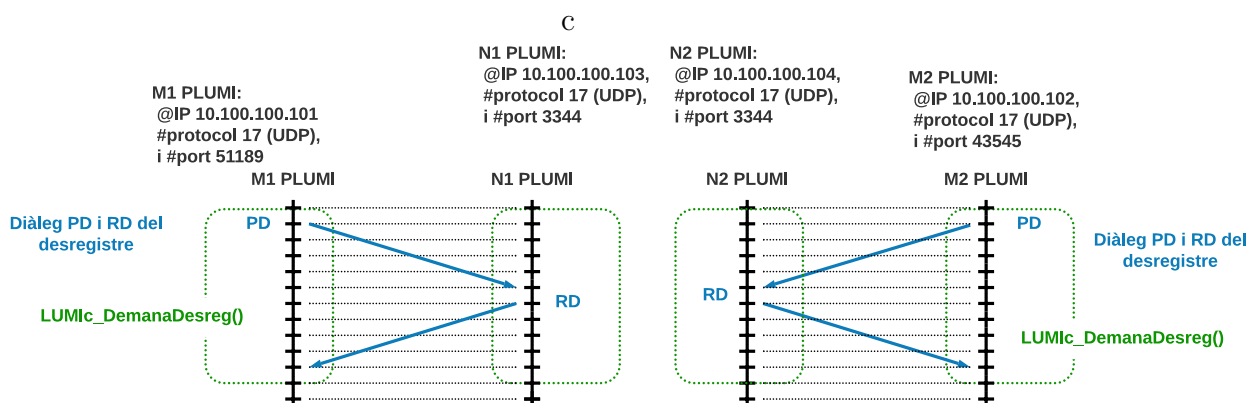 c
M1 PLUMI:
@IP 10.100.100.101
#protocol 17 (UDP),
i #port 51189
N1 PLUMI:
@IP 10.100.100.103,
#protocol 17 (UDP),
i #port 3344
N2 PLUMI:
@IP 10.100.100.104,
#protocol 17 (UDP),
i #port 3344
M2 PLUMI:
@IP 10.100.100.102,
#protocol 17 (UDP),
i #port 43545
M1 PLUMI
N1 PLUMI
N2 PLUMI
M2 PLUMI
Diàleg PD i RD del
desregistre
PD
RD
LUMIc_DemanaDesreg()
RD
PD
Diàleg PD i RD del
desregistre
LUMIc_DemanaDesreg()